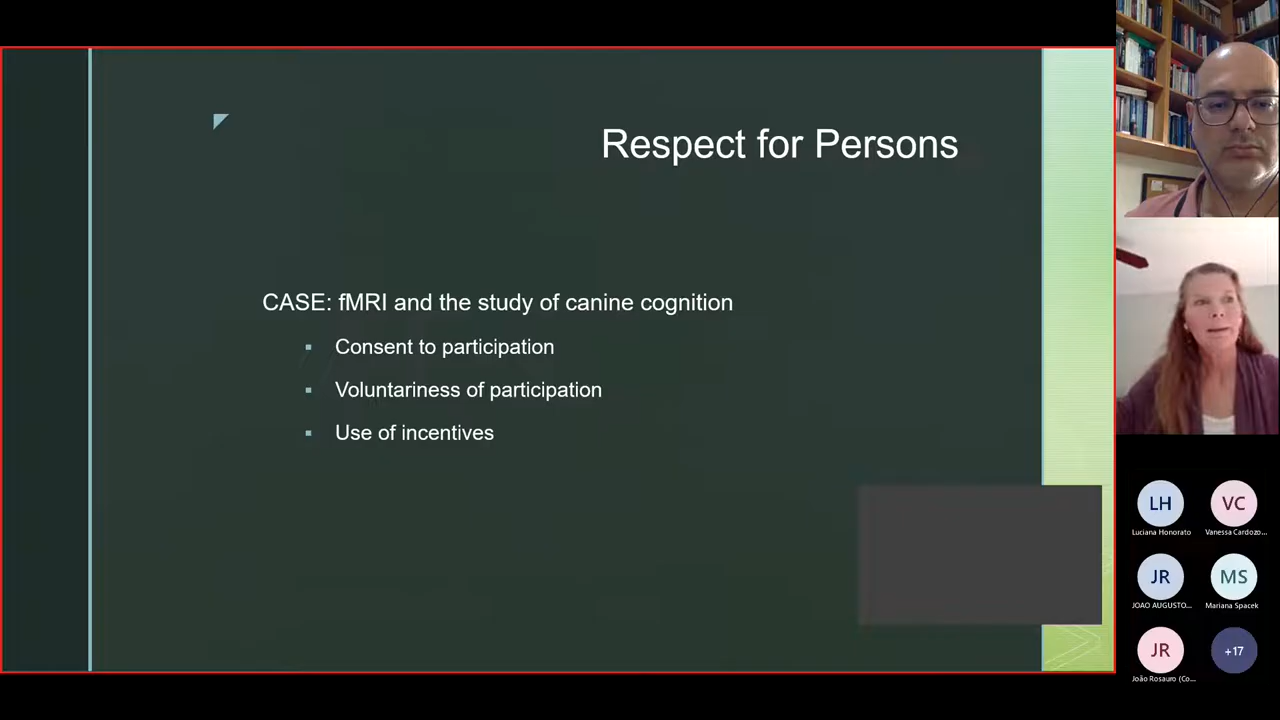 Respect for Persons
CASE: fMRI and the study of canine cognition
▪ Consent to participation
▪ Voluntariness of participation
▪ Use of incentives
LH
VC
Luciana Honorato
Vanessa Cardozo...
JR
MS
JOAO AUGUSTO...
Mariana Spacek
JR
+17
João Rosauro (Co...